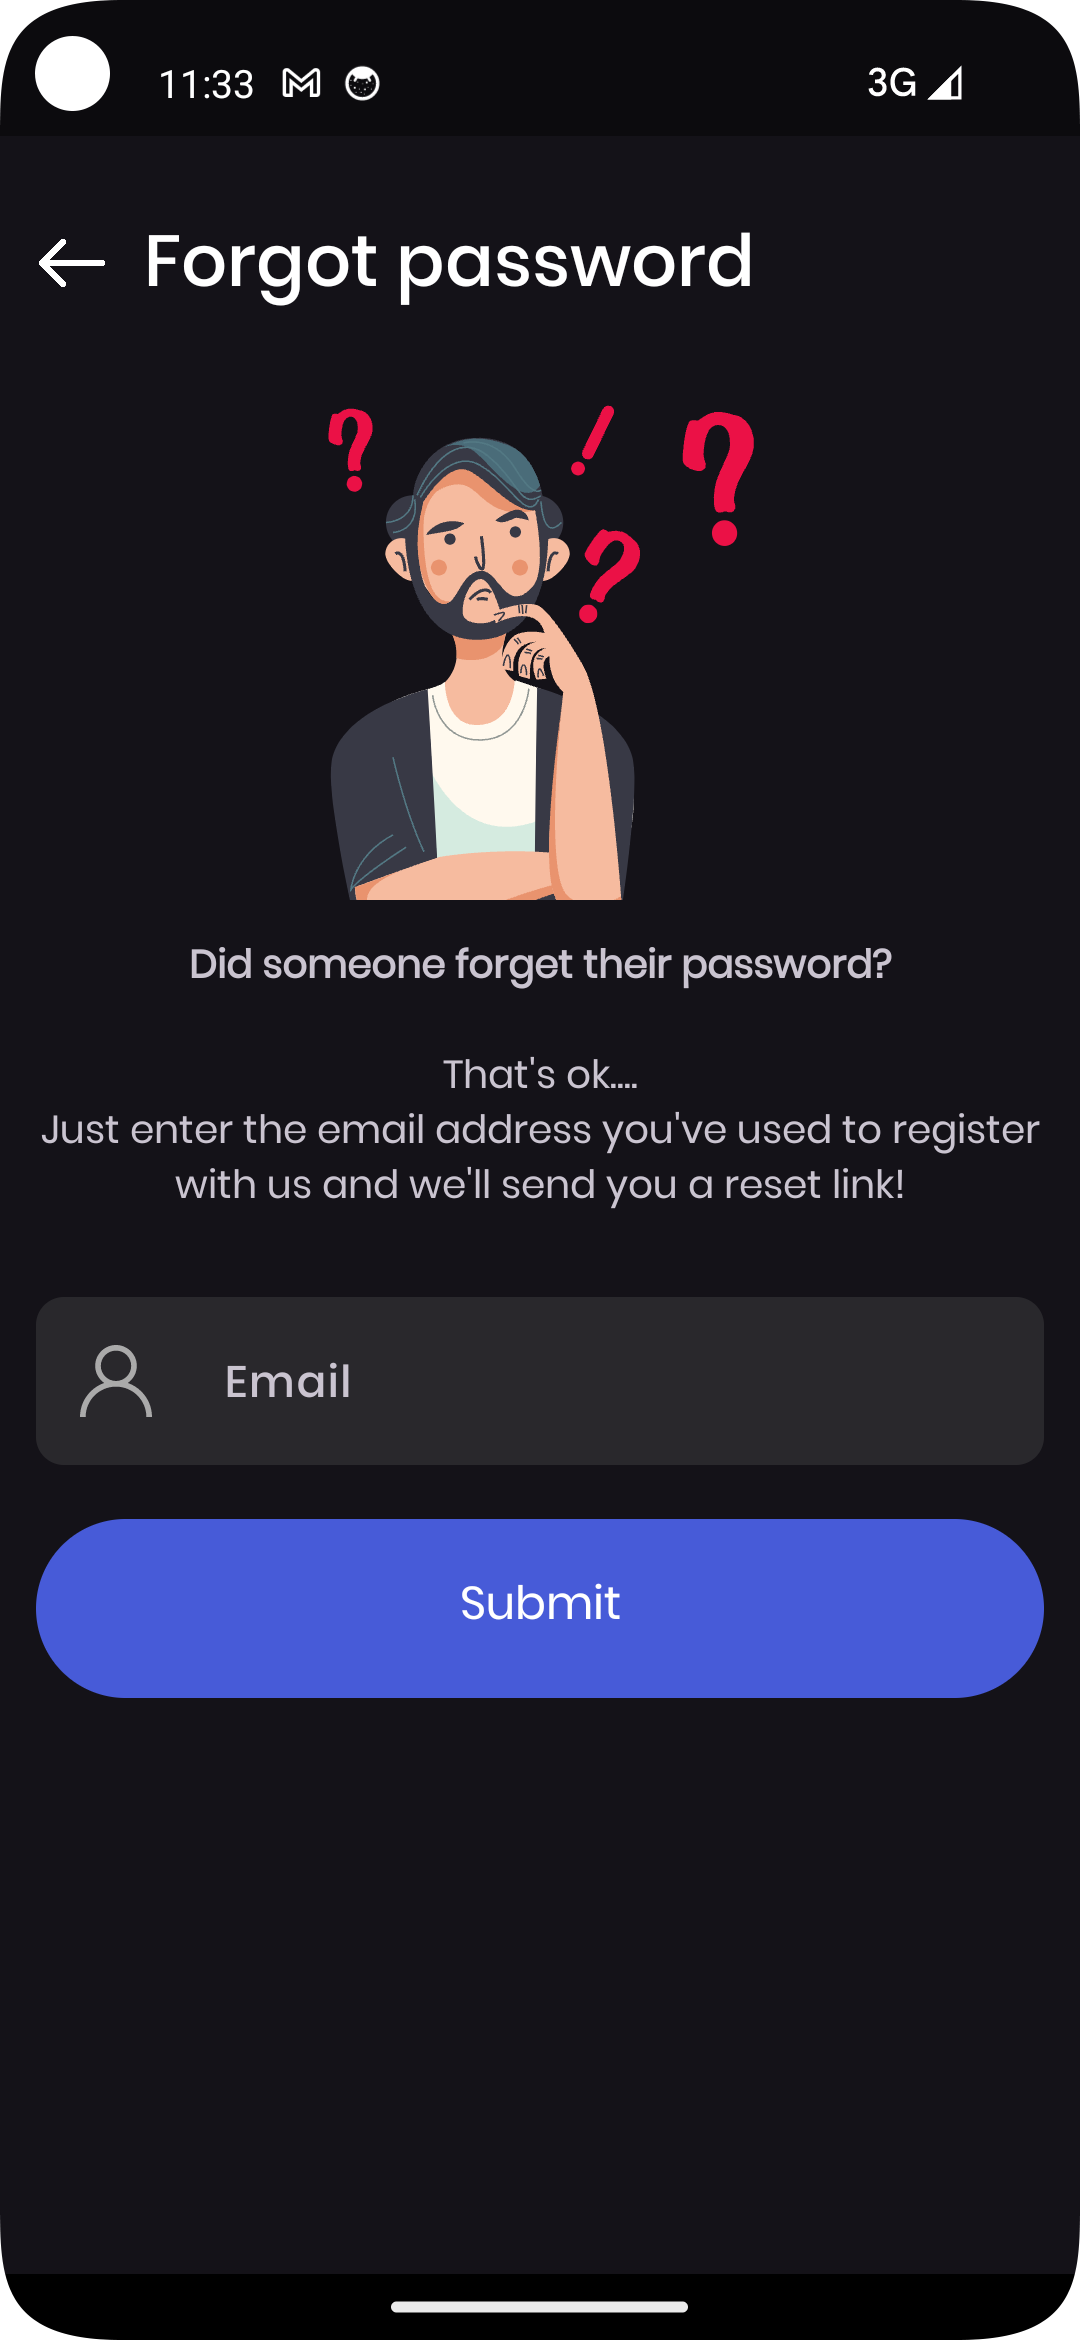 11:33 3G
Forgot password
Did someone forget their password?
That's ok....
Just enter the email address you've used to register
with us and we'll send you a reset link!
Email
Submit